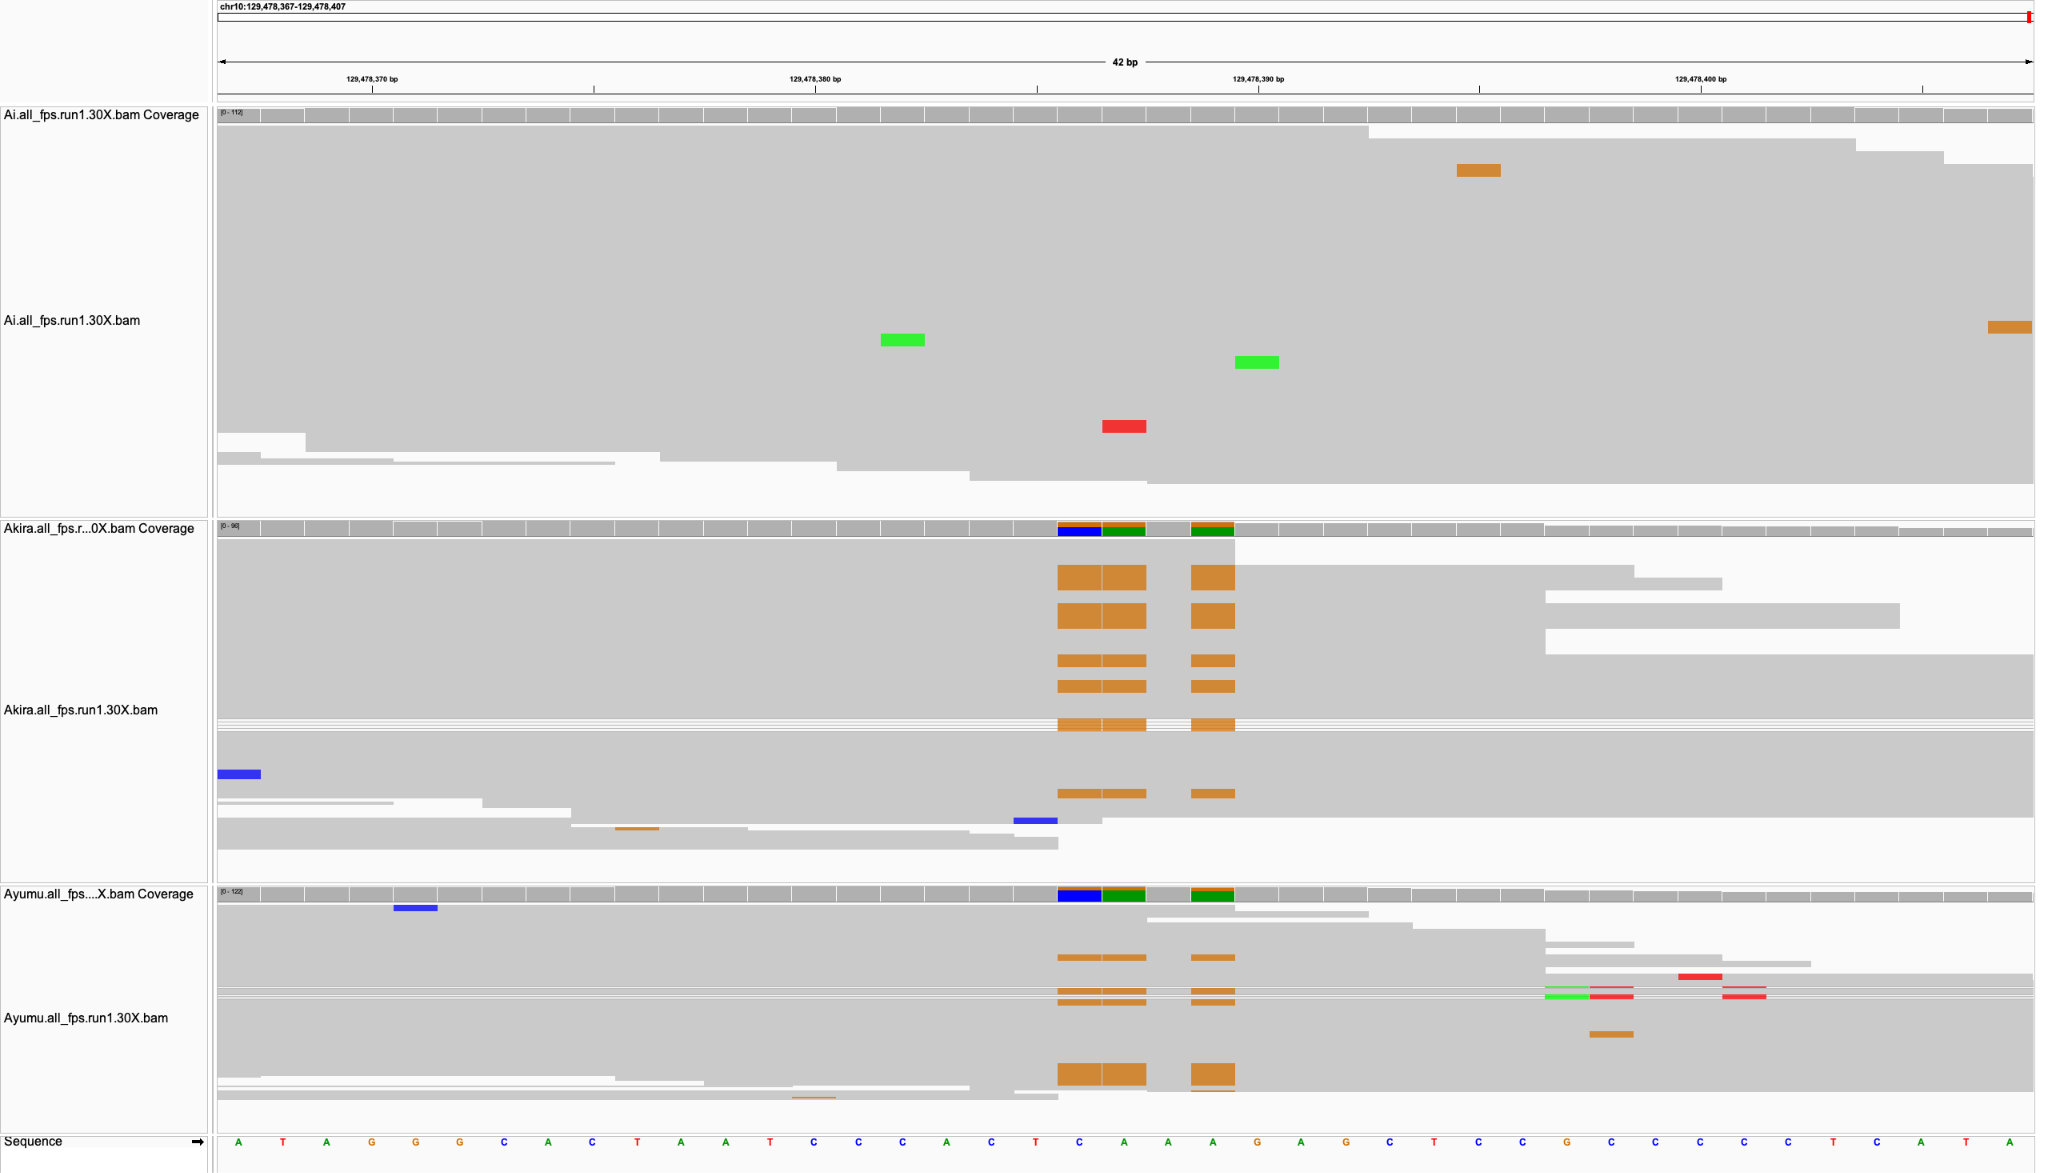 chr10:129,478,367-129,478,407
42 bp
129,478,370 bp 129,478,380 bp 129,478,390 bp 129,478,400 bp
Ai.all_fps.run1.30X.bam Coverage
[0 - 112]
Ai.all_fps.run1.30X.bam
Akira.all_fps.r...0X.bam Coverage
[0 - 96]
Akira.all_fps.run1.30X.bam
Ayumu.all_fps....X.bam Coverage
[0 - 122]
Ayumu.all_fps.run1.30X.bam
Sequence A T A G G G C A C T A A T C C C A C T C A A A G A G C T C C G C C C C C T C A T A